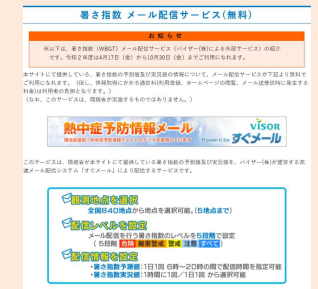 暑さ指数 メール配信サービス(無料)
お知らせ
※以下は、暑さ指数（WBGT）メール配信サービス（バイザー(株)による外部サービス）の紹介
です。令和２年度は4月17日（金）から10月30日（金）までご利用になれます。
本サイトにて提供している、暑さ指数の予測値及び実況値の情報について、メール配信サービスが下記より無料で
ご利用になれます。（但し、情報取得にかかる通信料(利用登録、ホームページの閲覧、メール送受信時に発生する
料金)は利用者の負担となります。）
（なお、このサービスは、環境省が実施するものではありません。）
熱中症予防情報メール
Powered by すぐメール
VISOR
このサービスは、環境省が本サイトにて提供している暑さ指数の予測値及び実況値を、バイザー(株)が運営する高
速メール配信システム「すぐメール」により配信するサービスです。
観測地点を選択
全国840地点から地点を選択可能。（5地点まで）
配信レベルを設定
メール配信を行う暑さ指数のレベルを5段階で設定
（ 5段階 危険 厳重警戒 警戒 注意 すべて）
配信情報を設定
・暑さ指数予測値:1日1回 6時～20時の間で配信時間を指定可能
・暑さ指数実況値:1時間に1回／1日1回 から選択可能